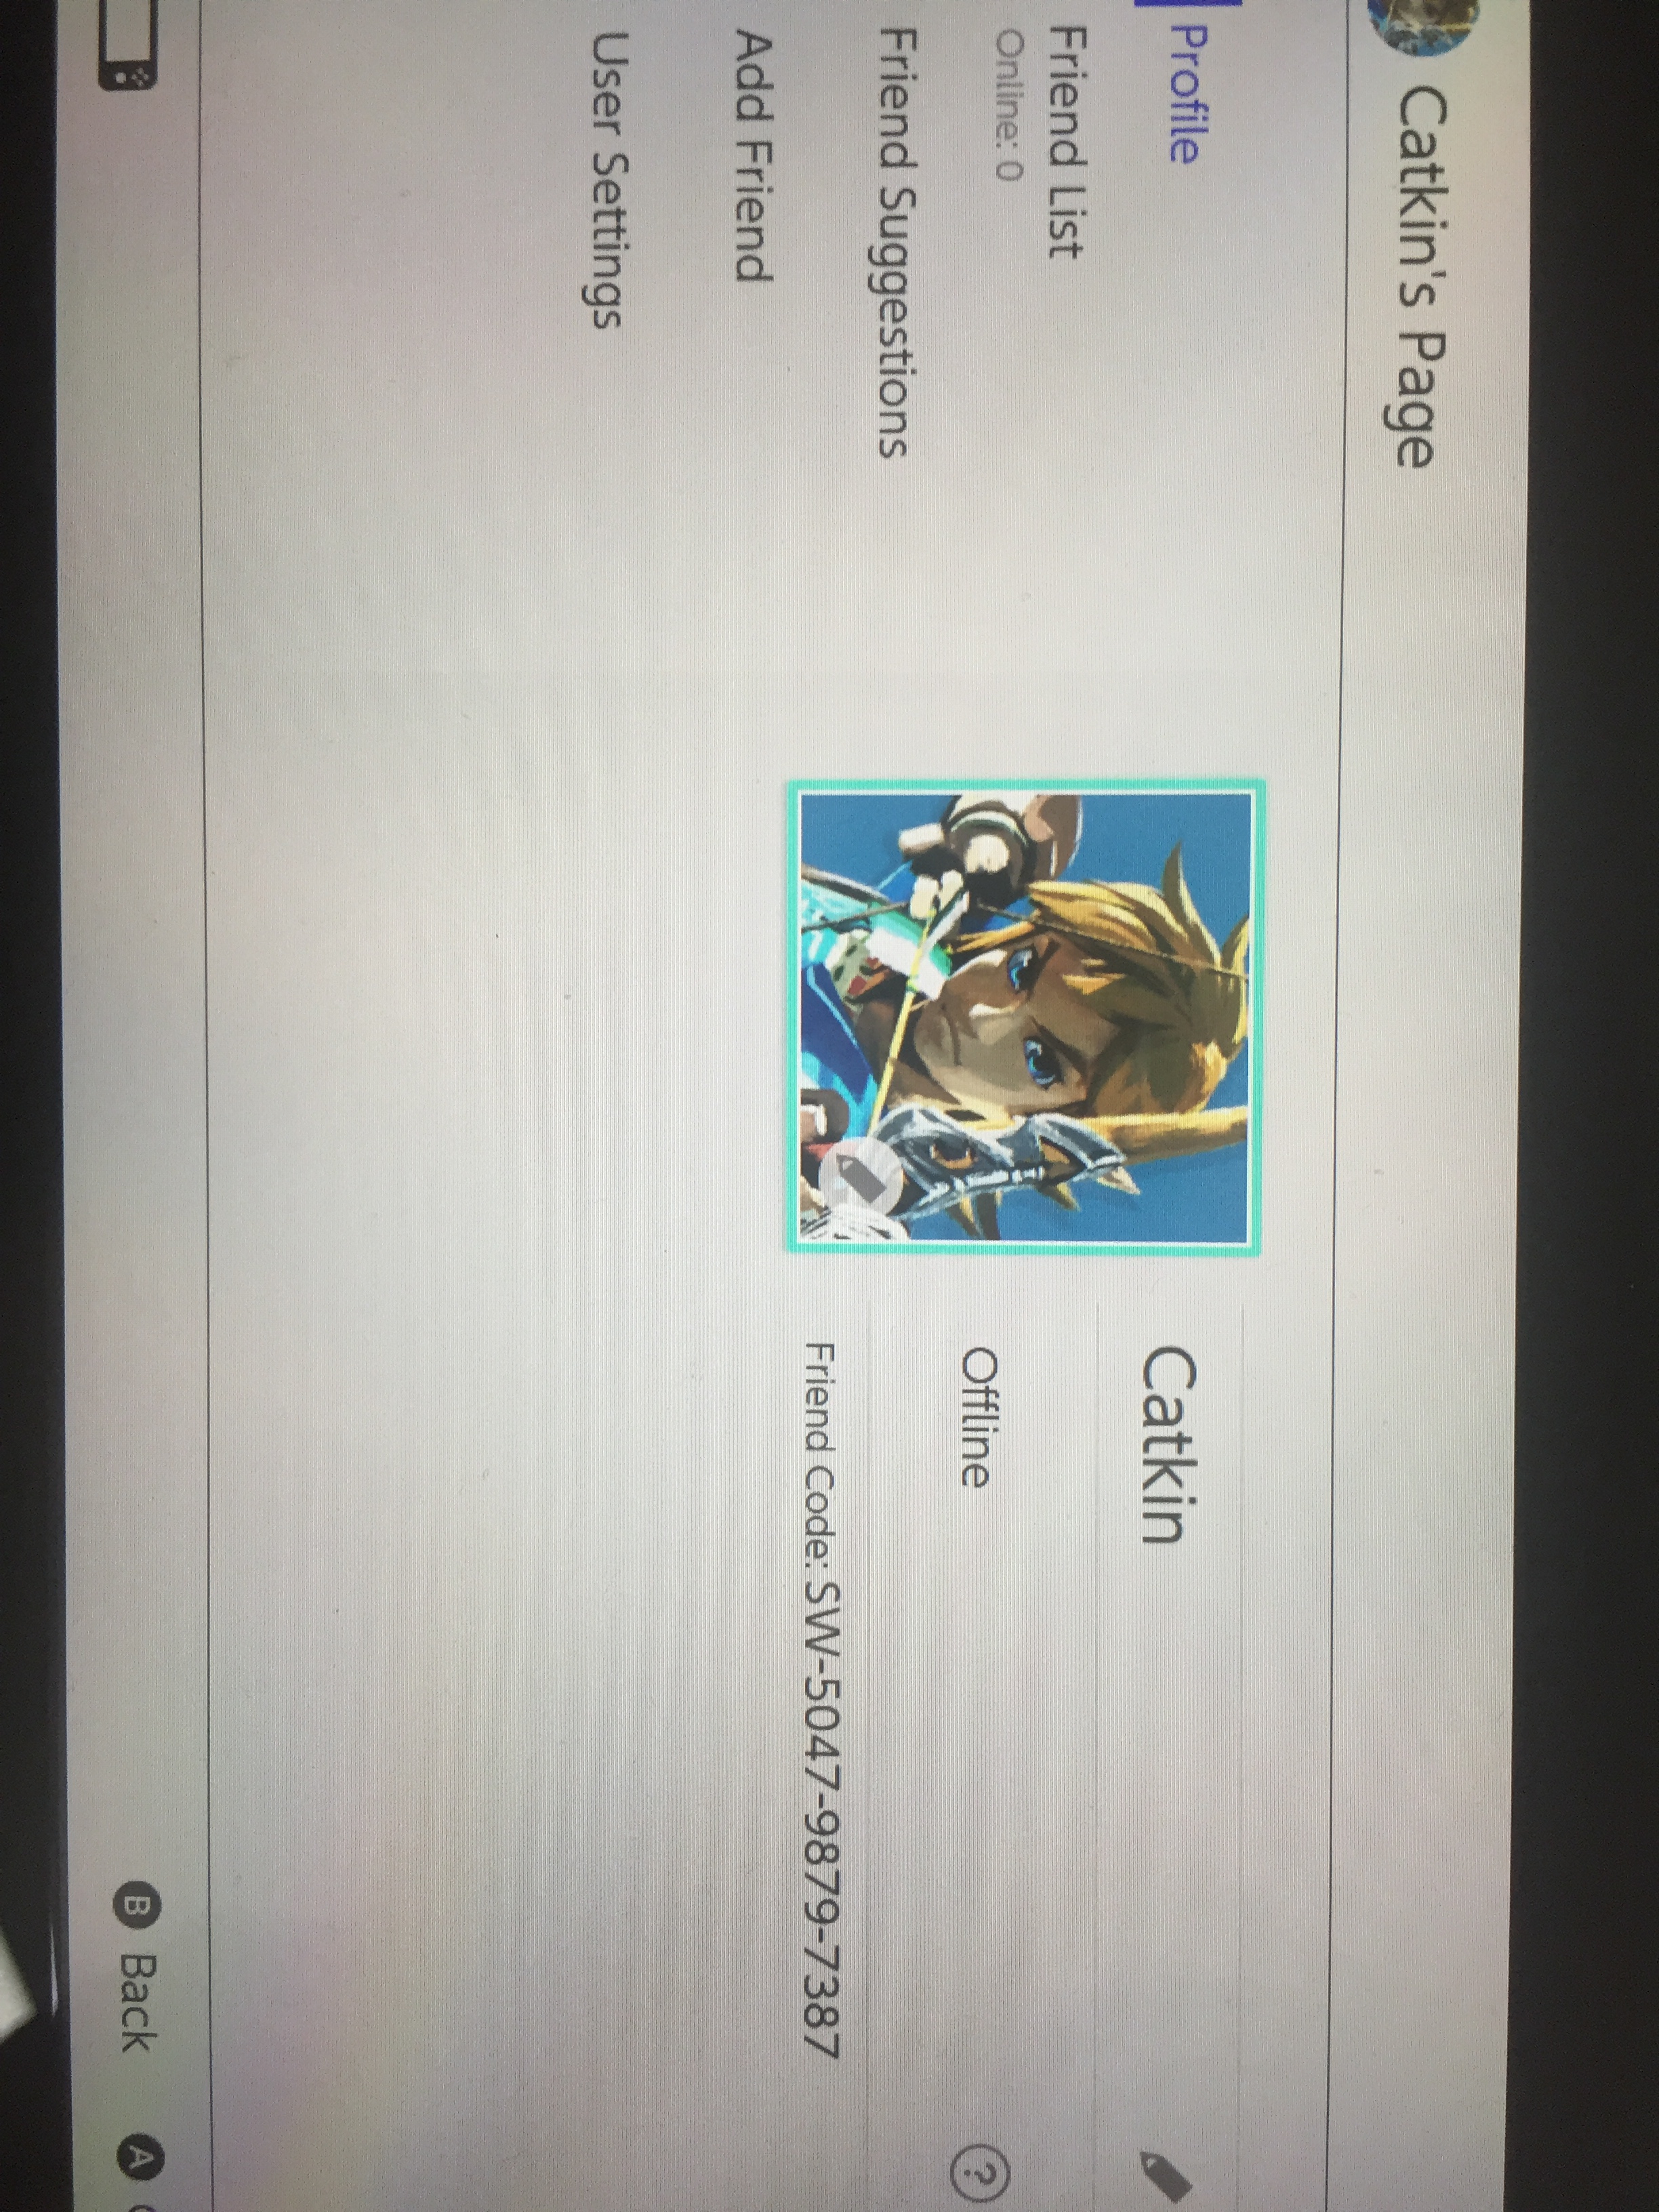 Catkin's Page
Profile
Friend List
Online: 0
Friend Suggestions
Add Friend
User Settings
Catkin
Offline
?
Friend Code: SW-5047-9879-7387
B Back
A